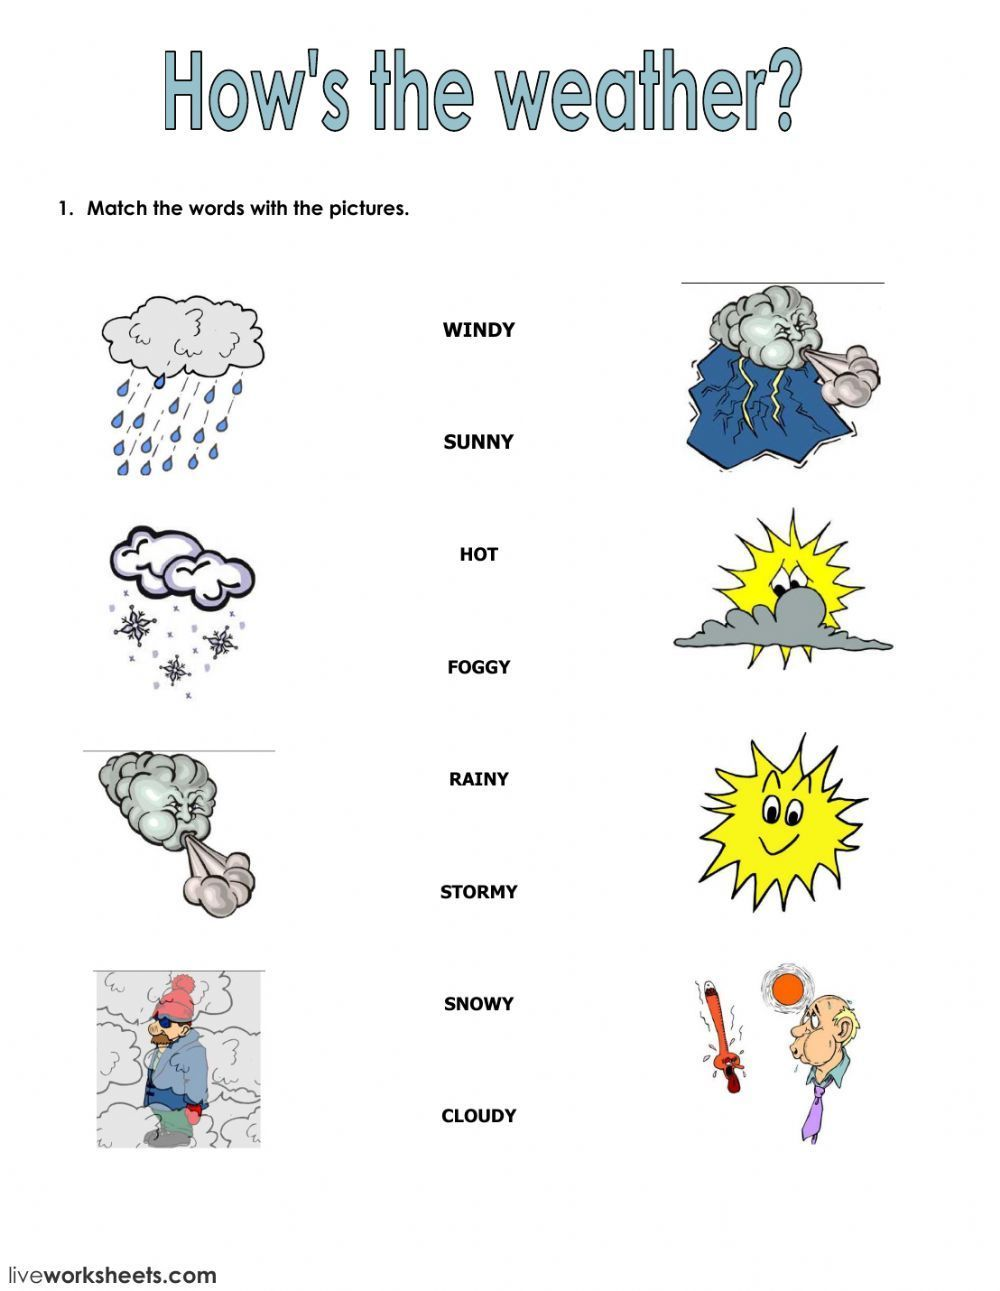 How's the weather?
1. Match the words with the pictures.
WINDY
SUNNY
HOT
FOGGY
RAINY
STORMY
SNOWY
CLOUDY
liveworksheets.com